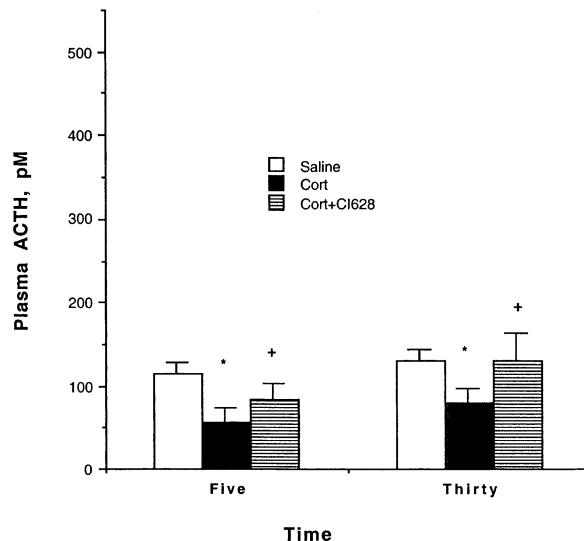 Plasma ACTH, pM
500
400
300
200
100
0
Saline
Cort
Cort+CI628
*
+
*
+
Five Thirty
Time